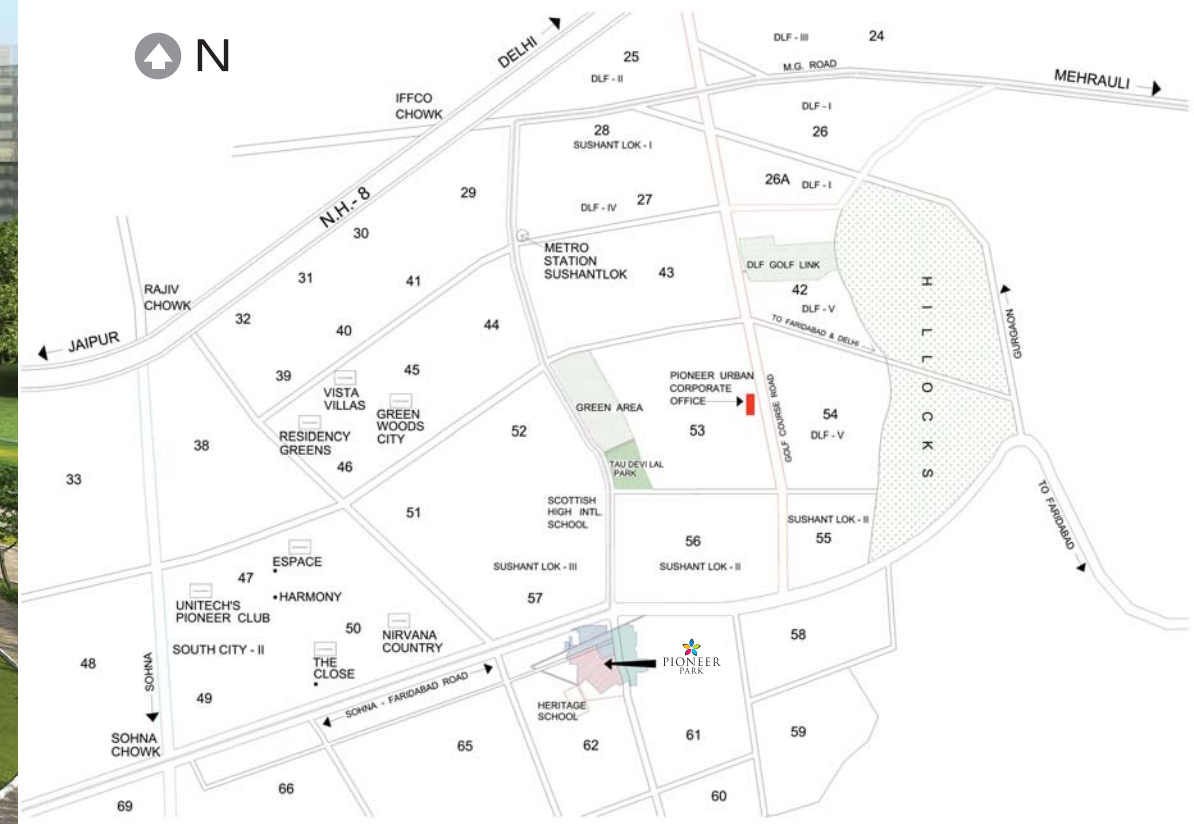 N
DELHI
25
DLF - II
DLF - III
24
M.G. ROAD
MEHRAULI
IFFCO
CHOWK
DLF - I
28
SUSHANT LOK - I
26
26A
DLF - I
29
DLF - IV
27
N.H.- 8
30
METRO
STATION
SUSHANTLOK
43
DLF GOLF LINK
31
41
42
DLF - V
HILLOCKS
RAJIV
CHOWK
32
40
44
TO FARIDABAD & DELHI
GURGAON
JAIPUR
39
45
VISTA
VILLAS
GREEN
WOODS
CITY
RESIDENCY
GREENS
PIONEER URBAN
CORPORATE
OFFICE
GREEN AREA
GOLF COURSE ROAD
54
DLF - V
38
52
53
46
TAU DEVI LAL
PARK
33
SCOTTISH
HIGH INTL.
SCHOOL
51
SUSHANT LOK - II
55
TO FARIDABAD
56
SUSHANT LOK - II
ESPACE
SUSHANT LOK - III
47
57
HARMONY
UNITECH'S
PIONEER CLUB
50
NIRVANA
COUNTRY
58
SOUTH CITY - II
48
SOHNA
THE
CLOSE
PIONEER
PARK
49
SOHNA - FARIDABAD ROAD
HERITAGE
SCHOOL
SOHNA
CHOWK
65
62
61
59
66
60
69